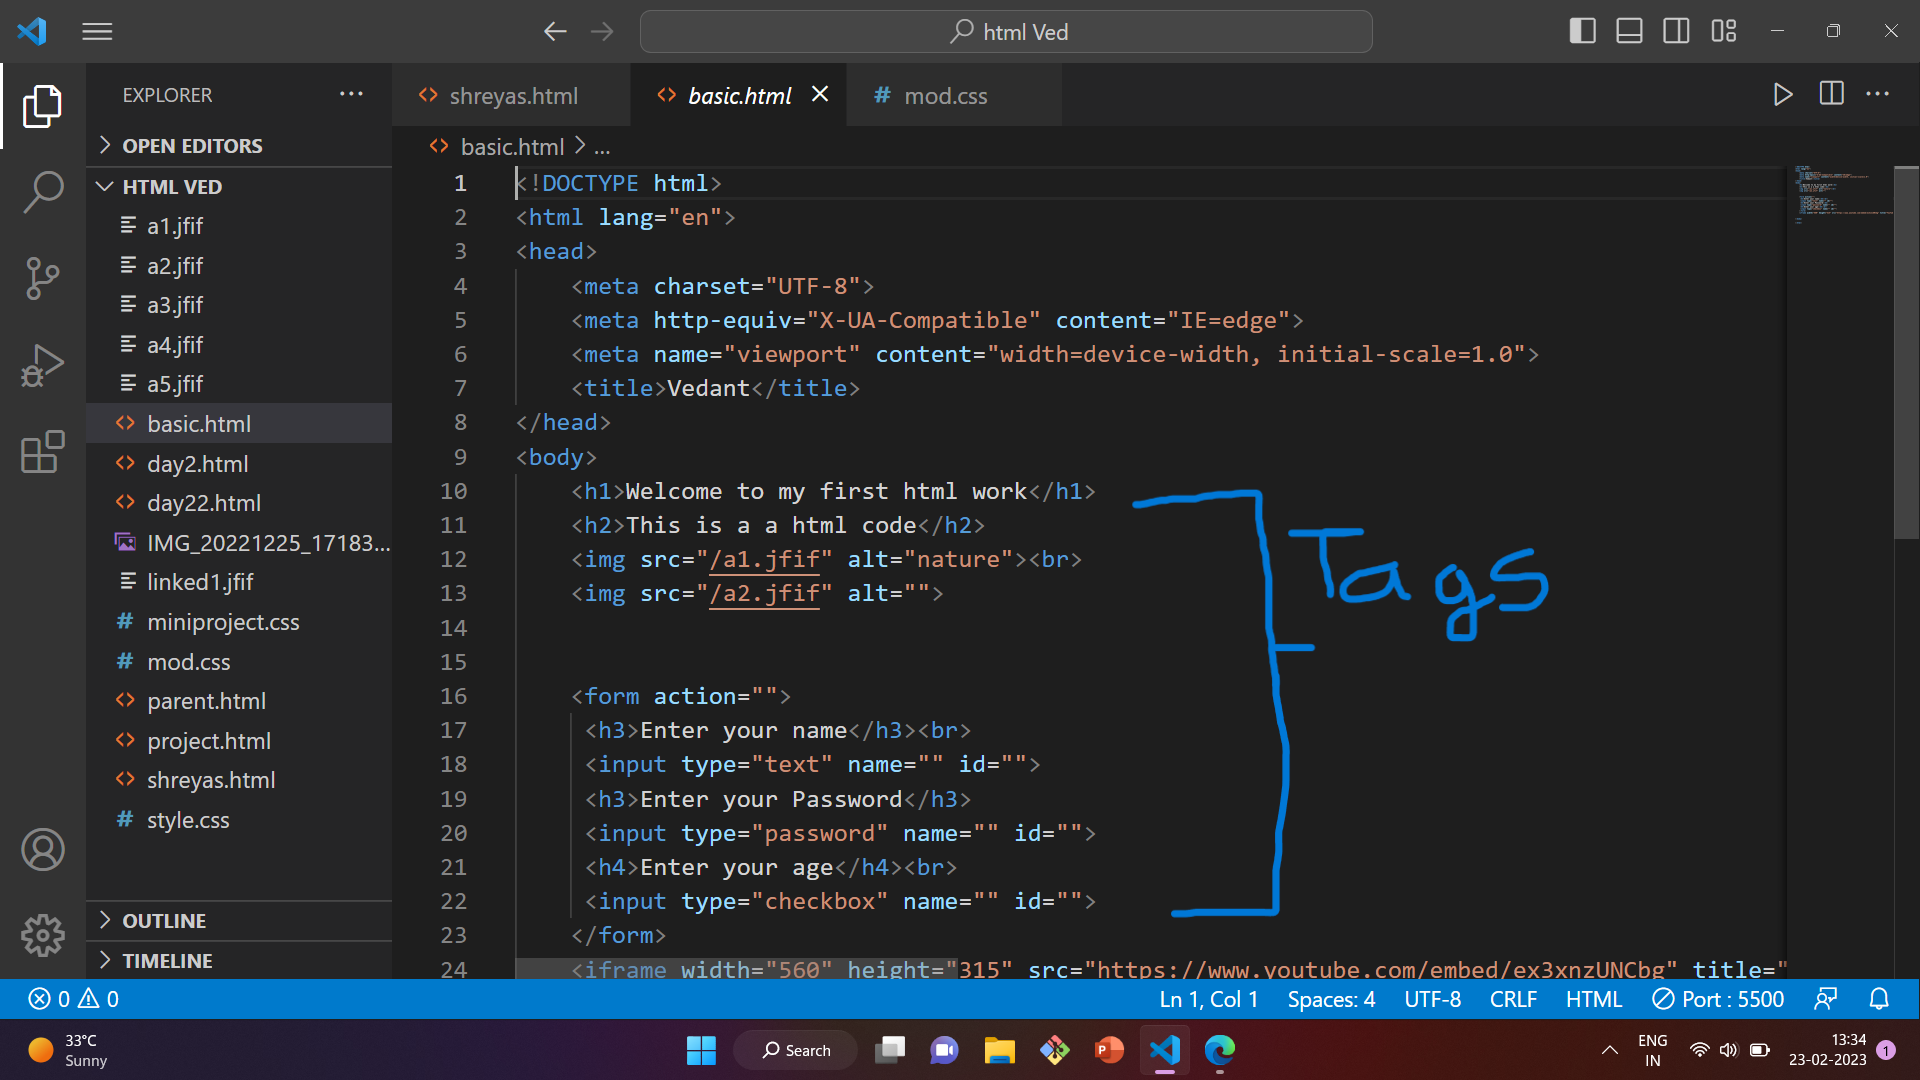 html Ved
EXPLORER
OPEN EDITORS
HTML VED
a1.jfif
a2.jfif
a3.jfif
a4.jfif
a5.jfif
basic.html
day2.html
day22.html
IMG_20221225_17183...
linked1.jfif
miniproject.css
mod.css
parent.html
project.html
shreyas.html
style.css
OUTLINE
TIMELINE
shreyas.html basic.html mod.css
basic.html > ...
1 <!DOCTYPE html>
2 <html lang="en">
3 <head>
4 <meta charset="UTF-8">
5 <meta http-equiv="X-UA-Compatible" content="IE=edge">
6 <meta name="viewport" content="width=device-width, initial-scale=1.0">
7 <title>Vedant</title>
8 </head>
9 <body>
10 <h1>Welcome to my first html work</h1>
11 <h2>This is a a html code</h2>
12 <img src="/a1.jfif" alt="nature"><br>
13 <img src="/a2.jfif" alt="">
14
15
16 <form action="">
17 <h3>Enter your name</h3><br>
18 <input type="text" name="" id="">
19 <h3>Enter your Password</h3>
20 <input type="password" name="" id="">
21 <h4>Enter your age</h4><br>
22 <input type="checkbox" name="" id="">
23 </form>
24 <iframe width="560" height="315" src="https://www.youtube.com/embed/ex3xnzUNCbg" title="
Tags
0 0 Ln 1, Col 1 Spaces: 4 UTF-8 CRLF HTML Port : 5500
33°C
Sunny
Search
ENG
IN
13:34
23-02-2023
1